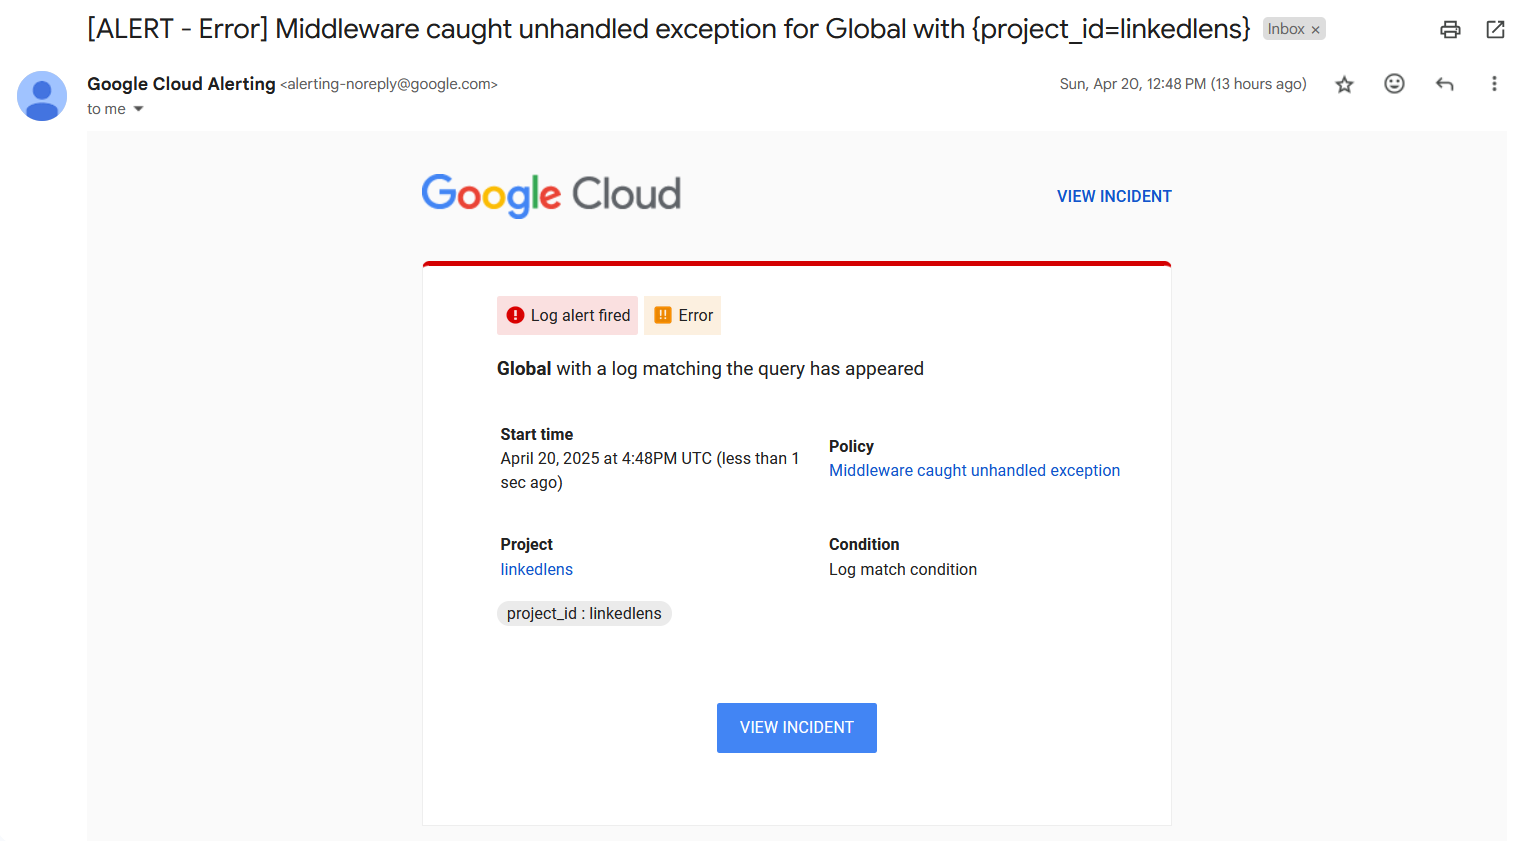 [ALERT - Error] Middleware caught unhandled exception for Global with {project_id=linkedlens} Inbox ×
Google Cloud Alerting <alerting-noreply@google.com> Sun, Apr 20, 12:48 PM (13 hours ago)
to me
Google Cloud VIEW INCIDENT
Log alert fired Error
Global with a log matching the query has appeared
Start time
April 20, 2025 at 4:48PM UTC (less than 1
sec ago)
Policy
Middleware caught unhandled exception
Project
linkedlens
Condition
Log match condition
project_id : linkedlens
VIEW INCIDENT